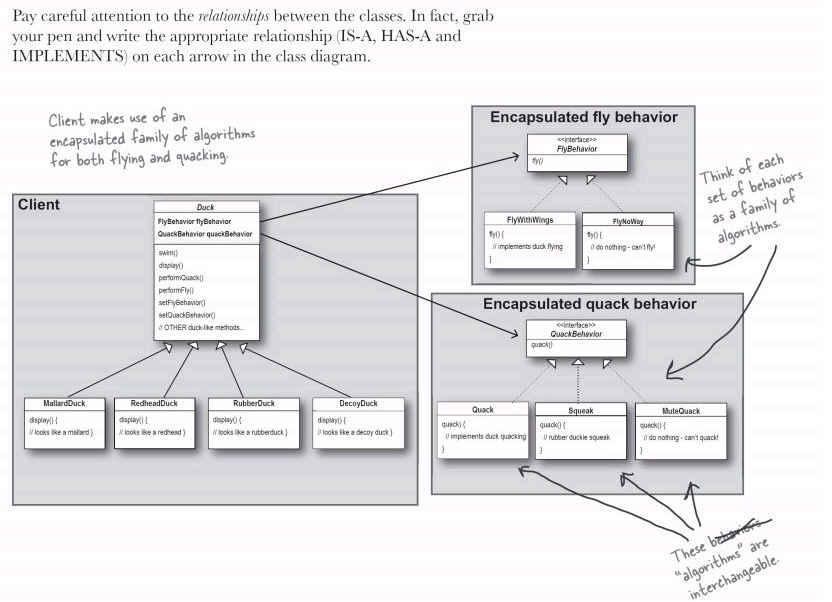 Pay careful attention to the relationships between the classes. In fact, grab
your pen and write the appropriate relationship (IS-A, HAS-A and
IMPLEMENTS) on each arrow in the class diagram.
Client makes use of an
encapsulated family of algorithms
for both flying and quacking.
Client
Duck
FlyBehavior flyBehavior
QuackBehavior quackBehavior
swim()
display()
performQuack()
performFly()
setFlyBehavior()
setQuackBehavior()
// OTHER duck-like methods...
MallardDuck
display() {
// looks like a mallard }
RedheadDuck
display() {
// looks like a redhead }
RubberDuck
display() {
// looks like a rubberduck }
DecoyDuck
display() {
// looks like a decoy duck }
Encapsulated fly behavior
<<interface>>
FlyBehavior
fly()
FlyWithWings
fly() {
// implements duck flying
}
FlyNoWay
fly() {
// do nothing - can't fly!
}
Think of each
set of behaviors
as a family of
algorithms.
Encapsulated quack behavior
<<interface>>
QuackBehavior
quack()
Quack
quack() {
// implements duck quacking
}
Squeak
quack() {
// rubber duckie squeak
}
MuteQuack
quack() {
// do nothing - can't quack!
}
These behaviors
"algorithms" are
interchangeable.